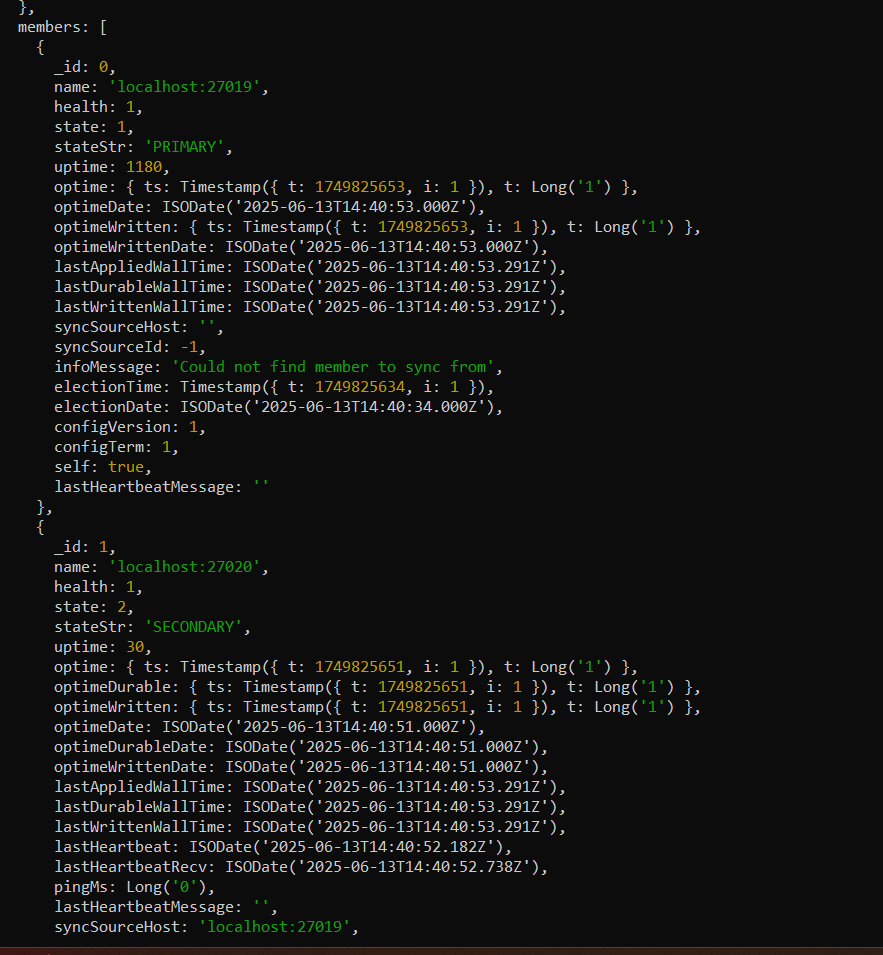 },
members: [
{
_id: 0,
name: 'localhost:27019',
health: 1,
state: 1,
stateStr: 'PRIMARY',
uptime: 1180,
optime: { ts: Timestamp({ t: 1749825653, i: 1 }), t: Long('1') },
optimeDate: ISODate('2025-06-13T14:40:53.000Z'),
optimeWritten: { ts: Timestamp({ t: 1749825653, i: 1 }), t: Long('1') },
optimeWrittenDate: ISODate('2025-06-13T14:40:53.000Z'),
lastAppliedWallTime: ISODate('2025-06-13T14:40:53.291Z'),
lastDurableWallTime: ISODate('2025-06-13T14:40:53.291Z'),
lastWrittenWallTime: ISODate('2025-06-13T14:40:53.291Z'),
syncSourceHost: '',
syncSourceId: -1,
infoMessage: 'Could not find member to sync from',
electionTime: Timestamp({ t: 1749825634, i: 1 }),
electionDate: ISODate('2025-06-13T14:40:34.000Z'),
configVersion: 1,
configTerm: 1,
self: true,
lastHeartbeatMessage: ''
},
{
_id: 1,
name: 'localhost:27020',
health: 1,
state: 2,
stateStr: 'SECONDARY',
uptime: 30,
optime: { ts: Timestamp({ t: 1749825651, i: 1 }), t: Long('1') },
optimeDurable: { ts: Timestamp({ t: 1749825651, i: 1 }), t: Long('1') },
optimeWritten: { ts: Timestamp({ t: 1749825651, i: 1 }), t: Long('1') },
optimeDate: ISODate('2025-06-13T14:40:51.000Z'),
optimeDurableDate: ISODate('2025-06-13T14:40:51.000Z'),
optimeWrittenDate: ISODate('2025-06-13T14:40:51.000Z'),
lastAppliedWallTime: ISODate('2025-06-13T14:40:53.291Z'),
lastDurableWallTime: ISODate('2025-06-13T14:40:53.291Z'),
lastWrittenWallTime: ISODate('2025-06-13T14:40:53.291Z'),
lastHeartbeat: ISODate('2025-06-13T14:40:52.182Z'),
lastHeartbeatRecv: ISODate('2025-06-13T14:40:52.738Z'),
pingMs: Long('0'),
lastHeartbeatMessage: '',
syncSourceHost: 'localhost:27019',